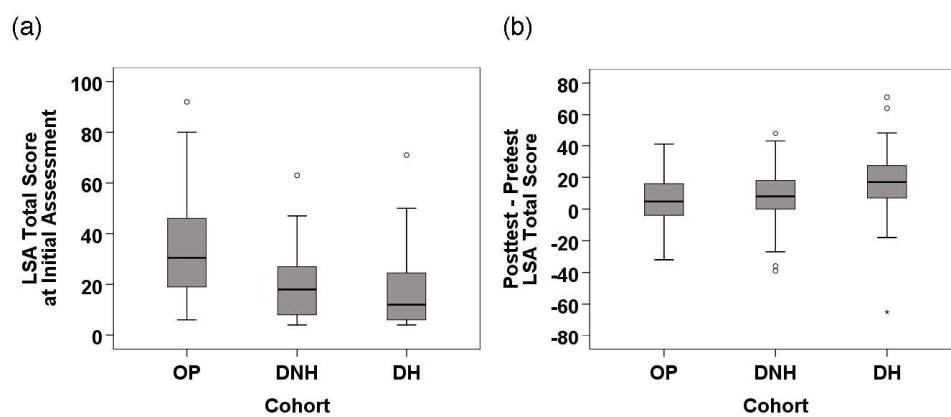 (a)
LSA Total Score
at Initial Assessment
100
80
60
40
20
0
OP DNH DH
Cohort
(b)
Posttest - Pretest
LSA Total Score
80
60
40
20
0
-20
-40
-60
-80
OP DNH DH
Cohort